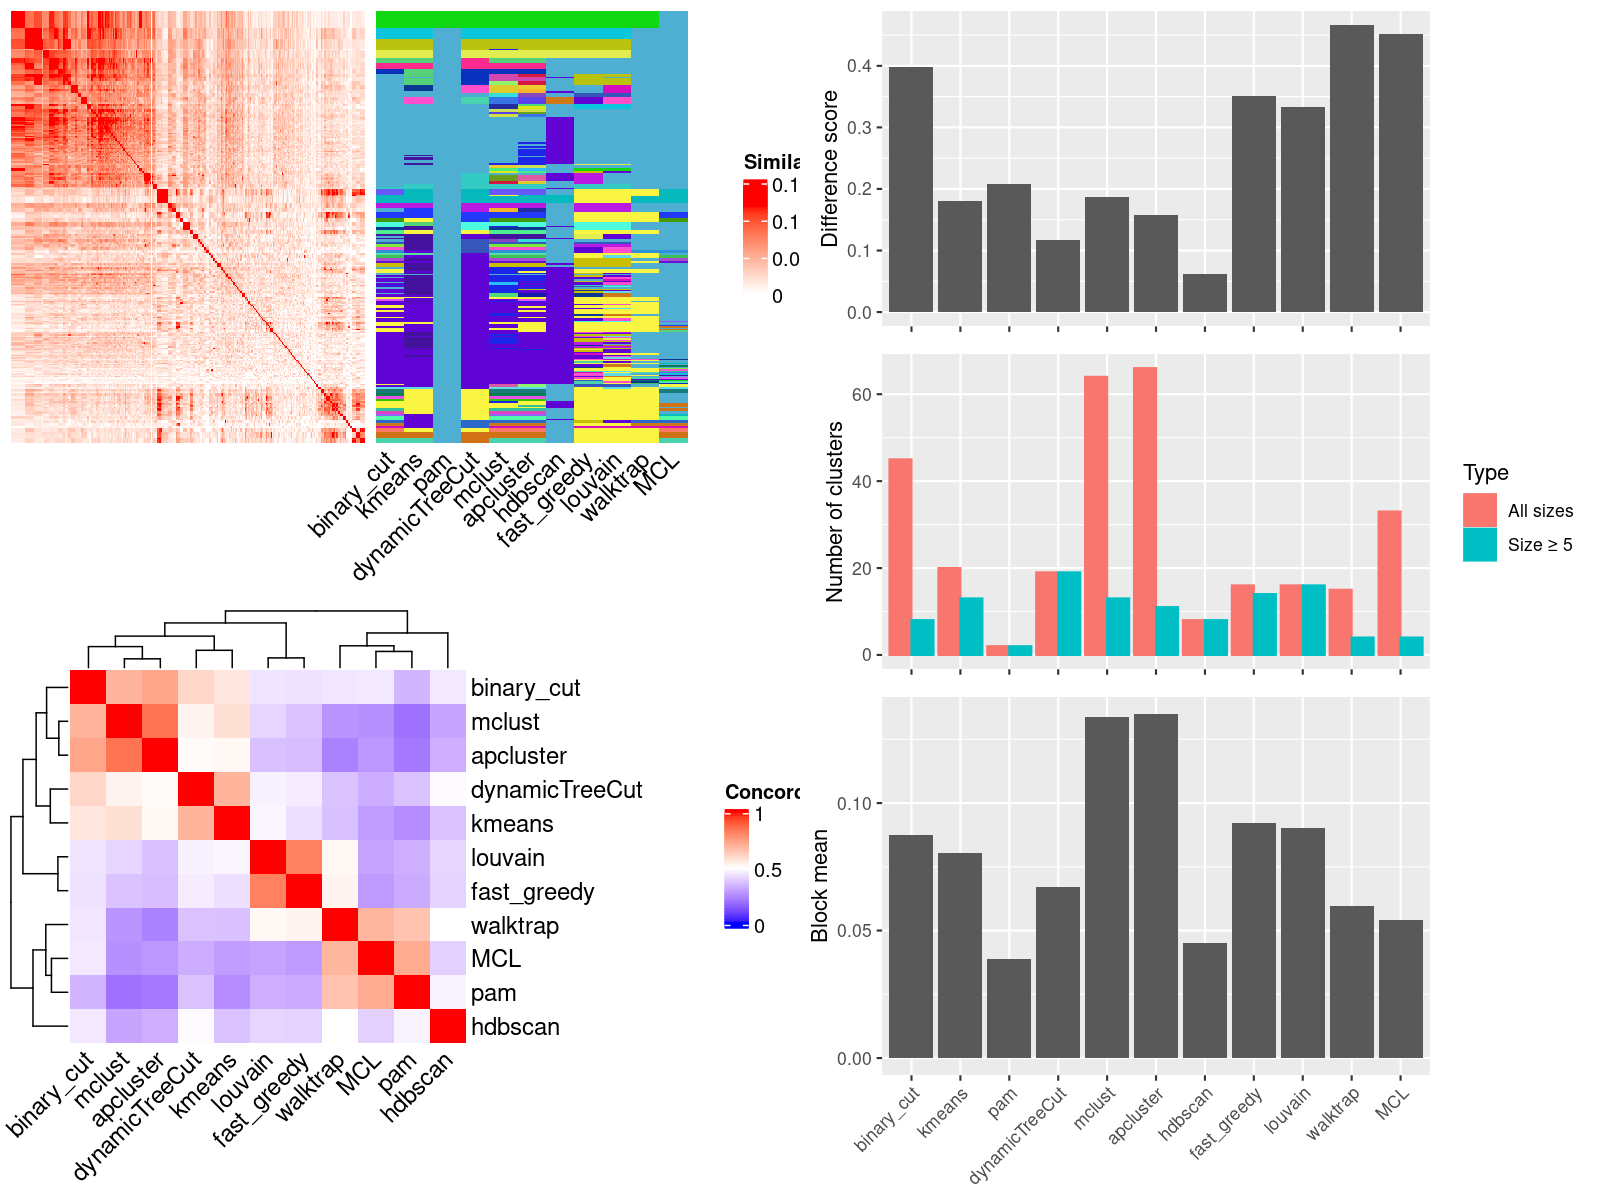 Simila
0.1
0.1
0.0
0
binary_cut
kmeans
pam
dynamicTreeCut
mclust
apcluster
hdbscan
fast_greedy
louvain
walktrap
MCL
binary_cut
mclust
apcluster
dynamicTreeCut
kmeans
louvain
fast_greedy
walktrap
MCL
pam
hdbscan
binary_cut
mclust
apcluster
dynamicTreeCut
kmeans
louvain
fast_greedy
walktrap
MCL
pam
hdbscan
Concord
1
0.5
0
Difference score
0.4
0.3
0.2
0.1
0.0
Number of clusters
60
40
20
0
Type
All sizes
Size ≥ 5
Block mean
0.10
0.05
0.00
binary_cut
kmeans
pam
dynamicTreeCut
mclust
apcluster
hdbscan
fast_greedy
louvain
walktrap
MCL